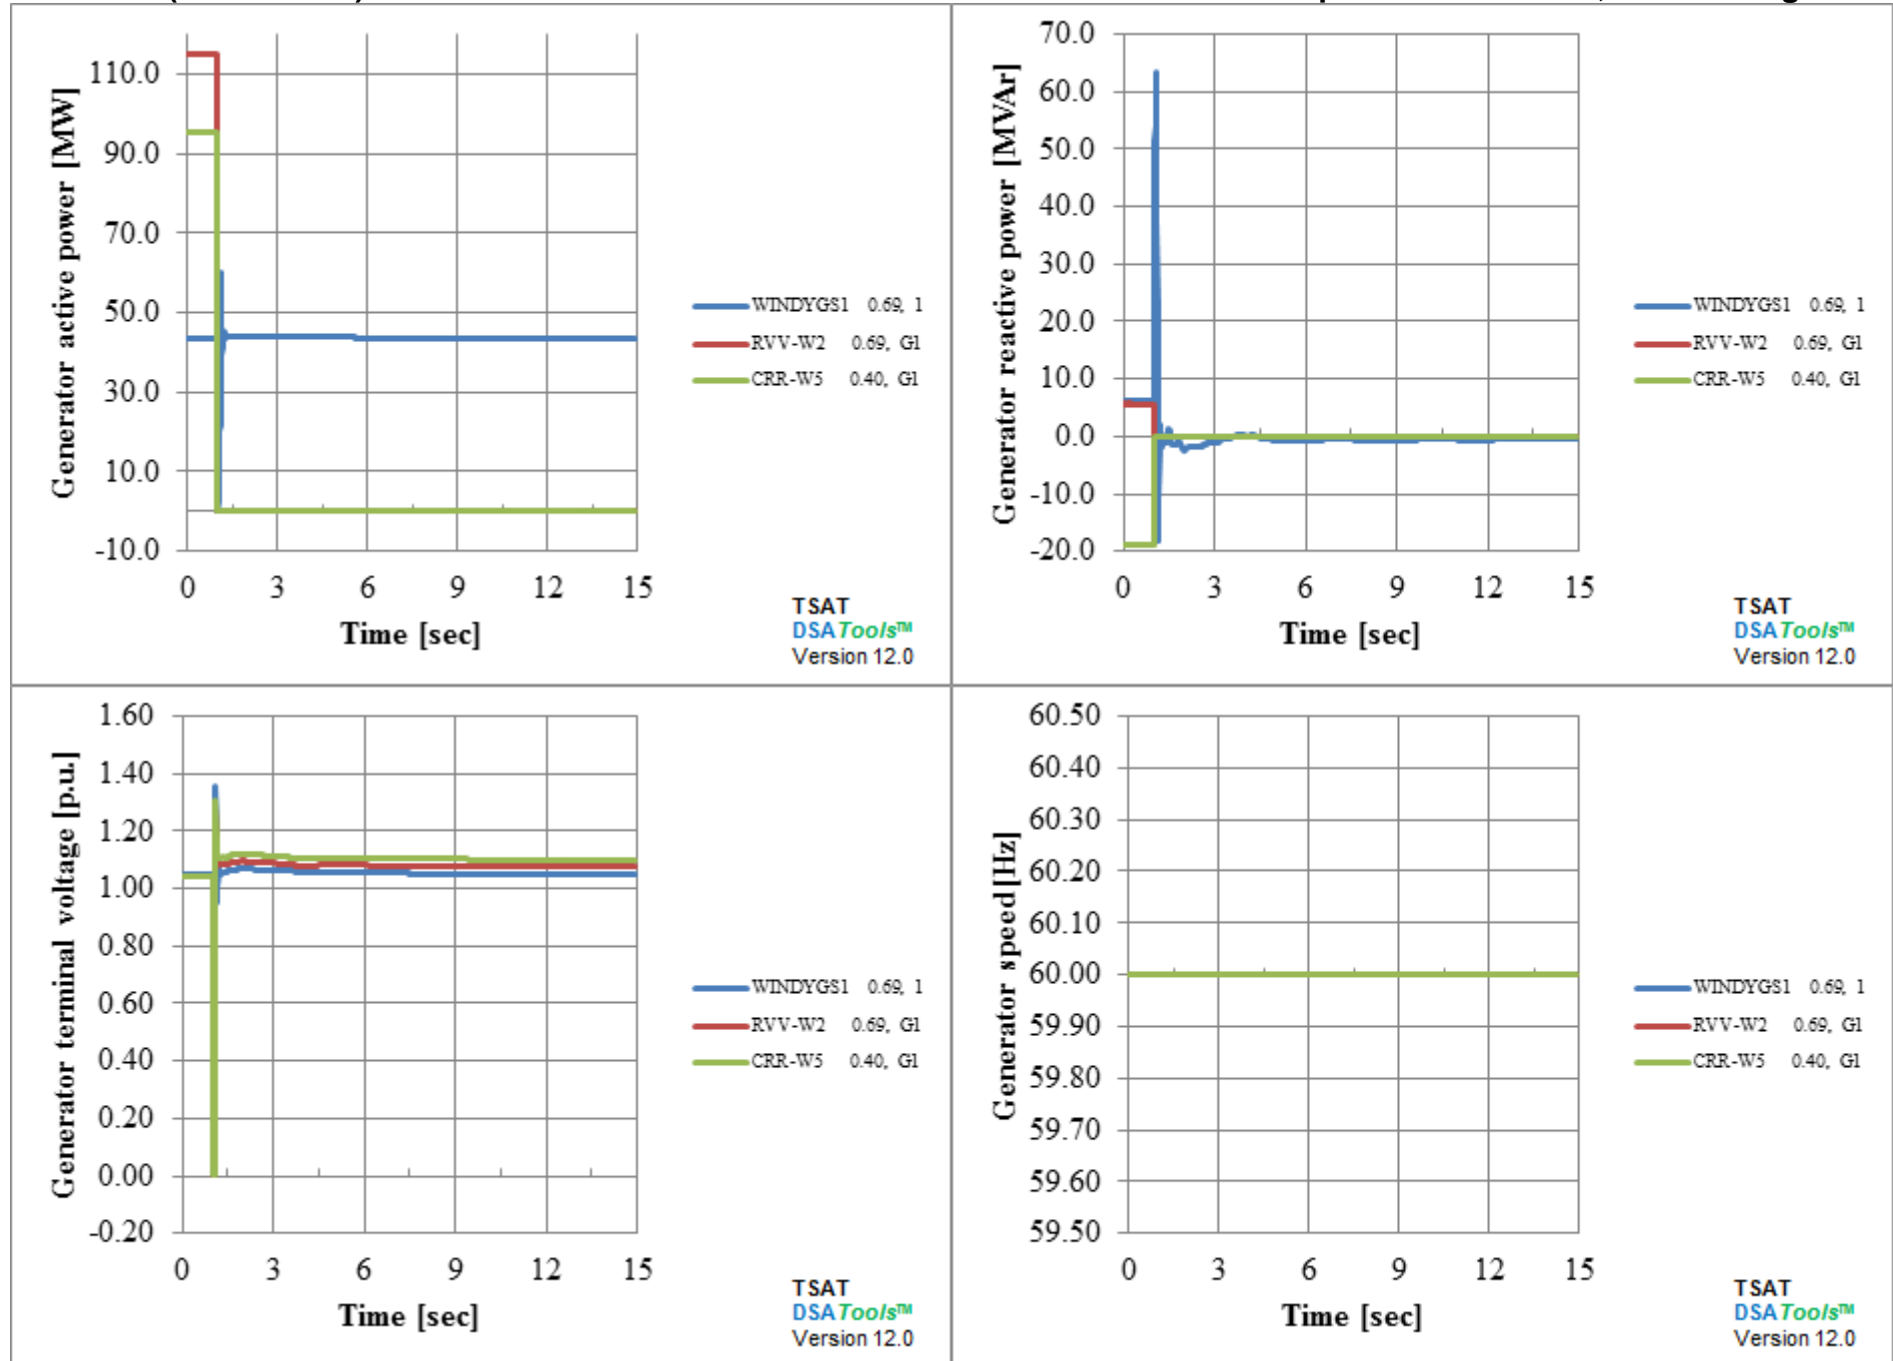 Generator active power [MW]
110.0
90.0
70.0
50.0
30.0
10.0
-10.0
0 3 6 9 12 15
Time [sec]
WINDYGS1 0.69, 1
RVV-W2 0.69, G1
CRR-W5 0.40, G1
TSAT
DSATools™
Version 12.0
Generator reactive power [MVAr]
70.0
60.0
50.0
40.0
30.0
20.0
10.0
0.0
-10.0
-20.0
0 3 6 9 12 15
Time [sec]
WINDYGS1 0.69, 1
RVV-W2 0.69, G1
CRR-W5 0.40, G1
TSAT
DSATools™
Version 12.0
Generator terminal voltage [p.u.]
1.60
1.40
1.20
1.00
0.80
0.60
0.40
0.20
0.00
-0.20
0 3 6 9 12 15
Time [sec]
WINDYGS1 0.69, 1
RVV-W2 0.69, G1
CRR-W5 0.40, G1
TSAT
DSATools™
Version 12.0
Generator speed [Hz]
60.50
60.40
60.30
60.20
60.10
60.00
59.90
59.80
59.70
59.60
59.50
0 3 6 9 12 15
Time [sec]
WINDYGS1 0.69, 1
RVV-W2 0.69, G1
CRR-W5 0.40, G1
TSAT
DSATools™
Version 12.0